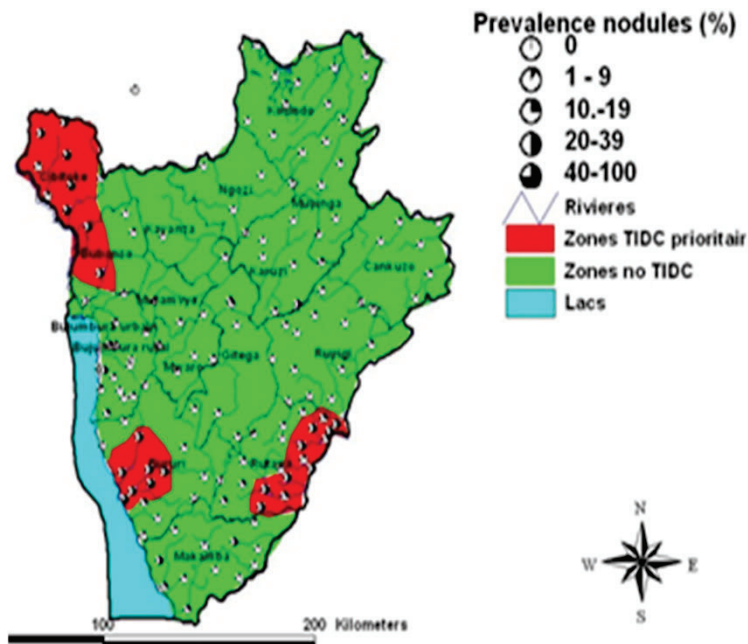 Prevalence nodules (%)
0
1 - 9
10.-19
20-39
40-100
Rivieres
Zones TIDC prioritair
Zones no TIDC
Lacs
Cibitoke
Ngozi
Muyinga
Kayanza
Bubanza
Karuzi
Cankuzo
Muramvye
Bujumbura urbain
Bujumbura rural
Gitega
Ruyigi
Mwaro
Bururi
Rutana
Makamba
N
W
E
S
100
200 Kilometers